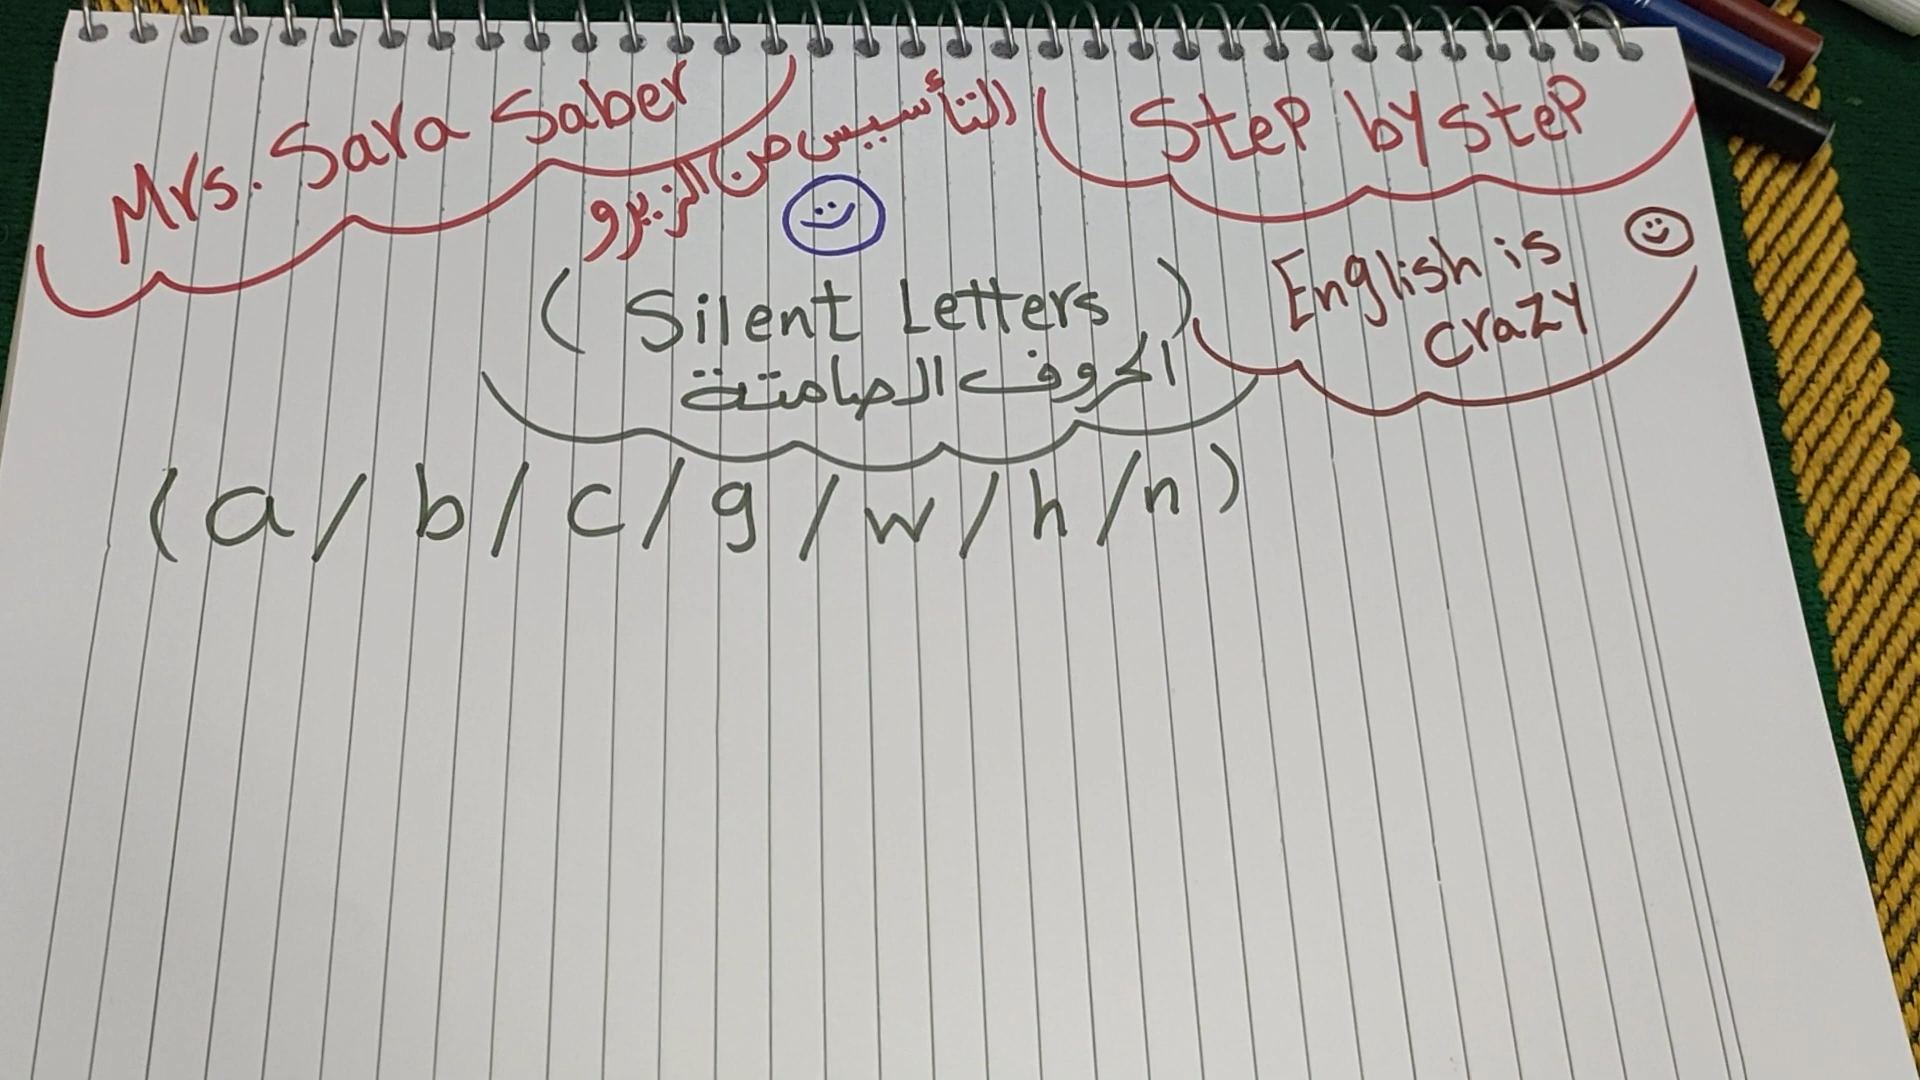 Mrs. Sara Saber
التأسيس من الزيرو
Step by step
English is
crazy
( Silent Letters )
الحروف الصامتة
( a / b / c / g / w / h / n )